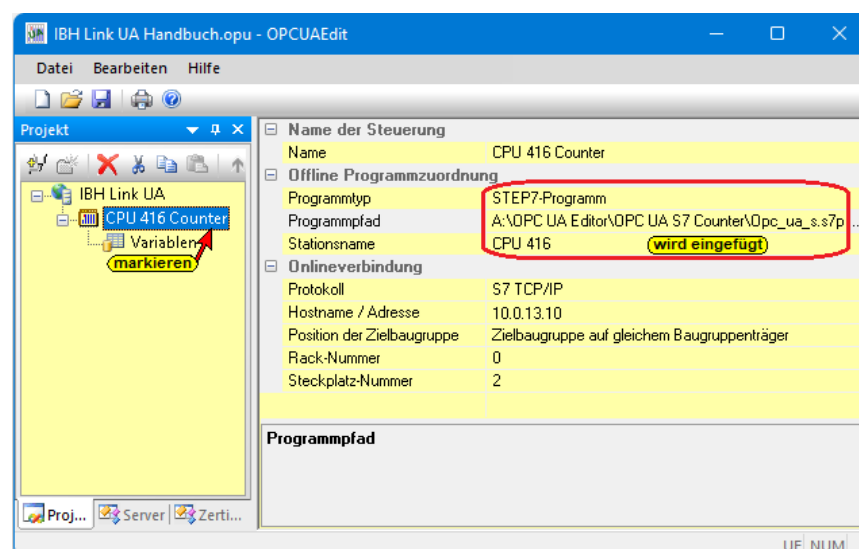 IBH Link UA Handbuch.opu - OPCUAEdit
Datei Bearbeiten Hilfe
Projekt
IBH Link UA
CPU 416 Counter
Variablen
markieren
Name der Steuerung
Name CPU 416 Counter
Offline Programmzuordnung
Programmtyp STEP7-Programm
Programmpfad A:\OPC UA Editor\OPC UA S7 Counter\Opc_ua_s.s7p ...
Stationsname CPU 416 wird eingefügt
Onlineverbindung
Protokoll S7 TCP/IP
Hostname / Adresse 10.0.13.10
Position der Zielbaugruppe Zielbaugruppe auf gleichem Baugruppenträger
Rack-Nummer 0
Steckplatz-Nummer 2
Programmpfad
Proj... Server Zerti...
UF NUM